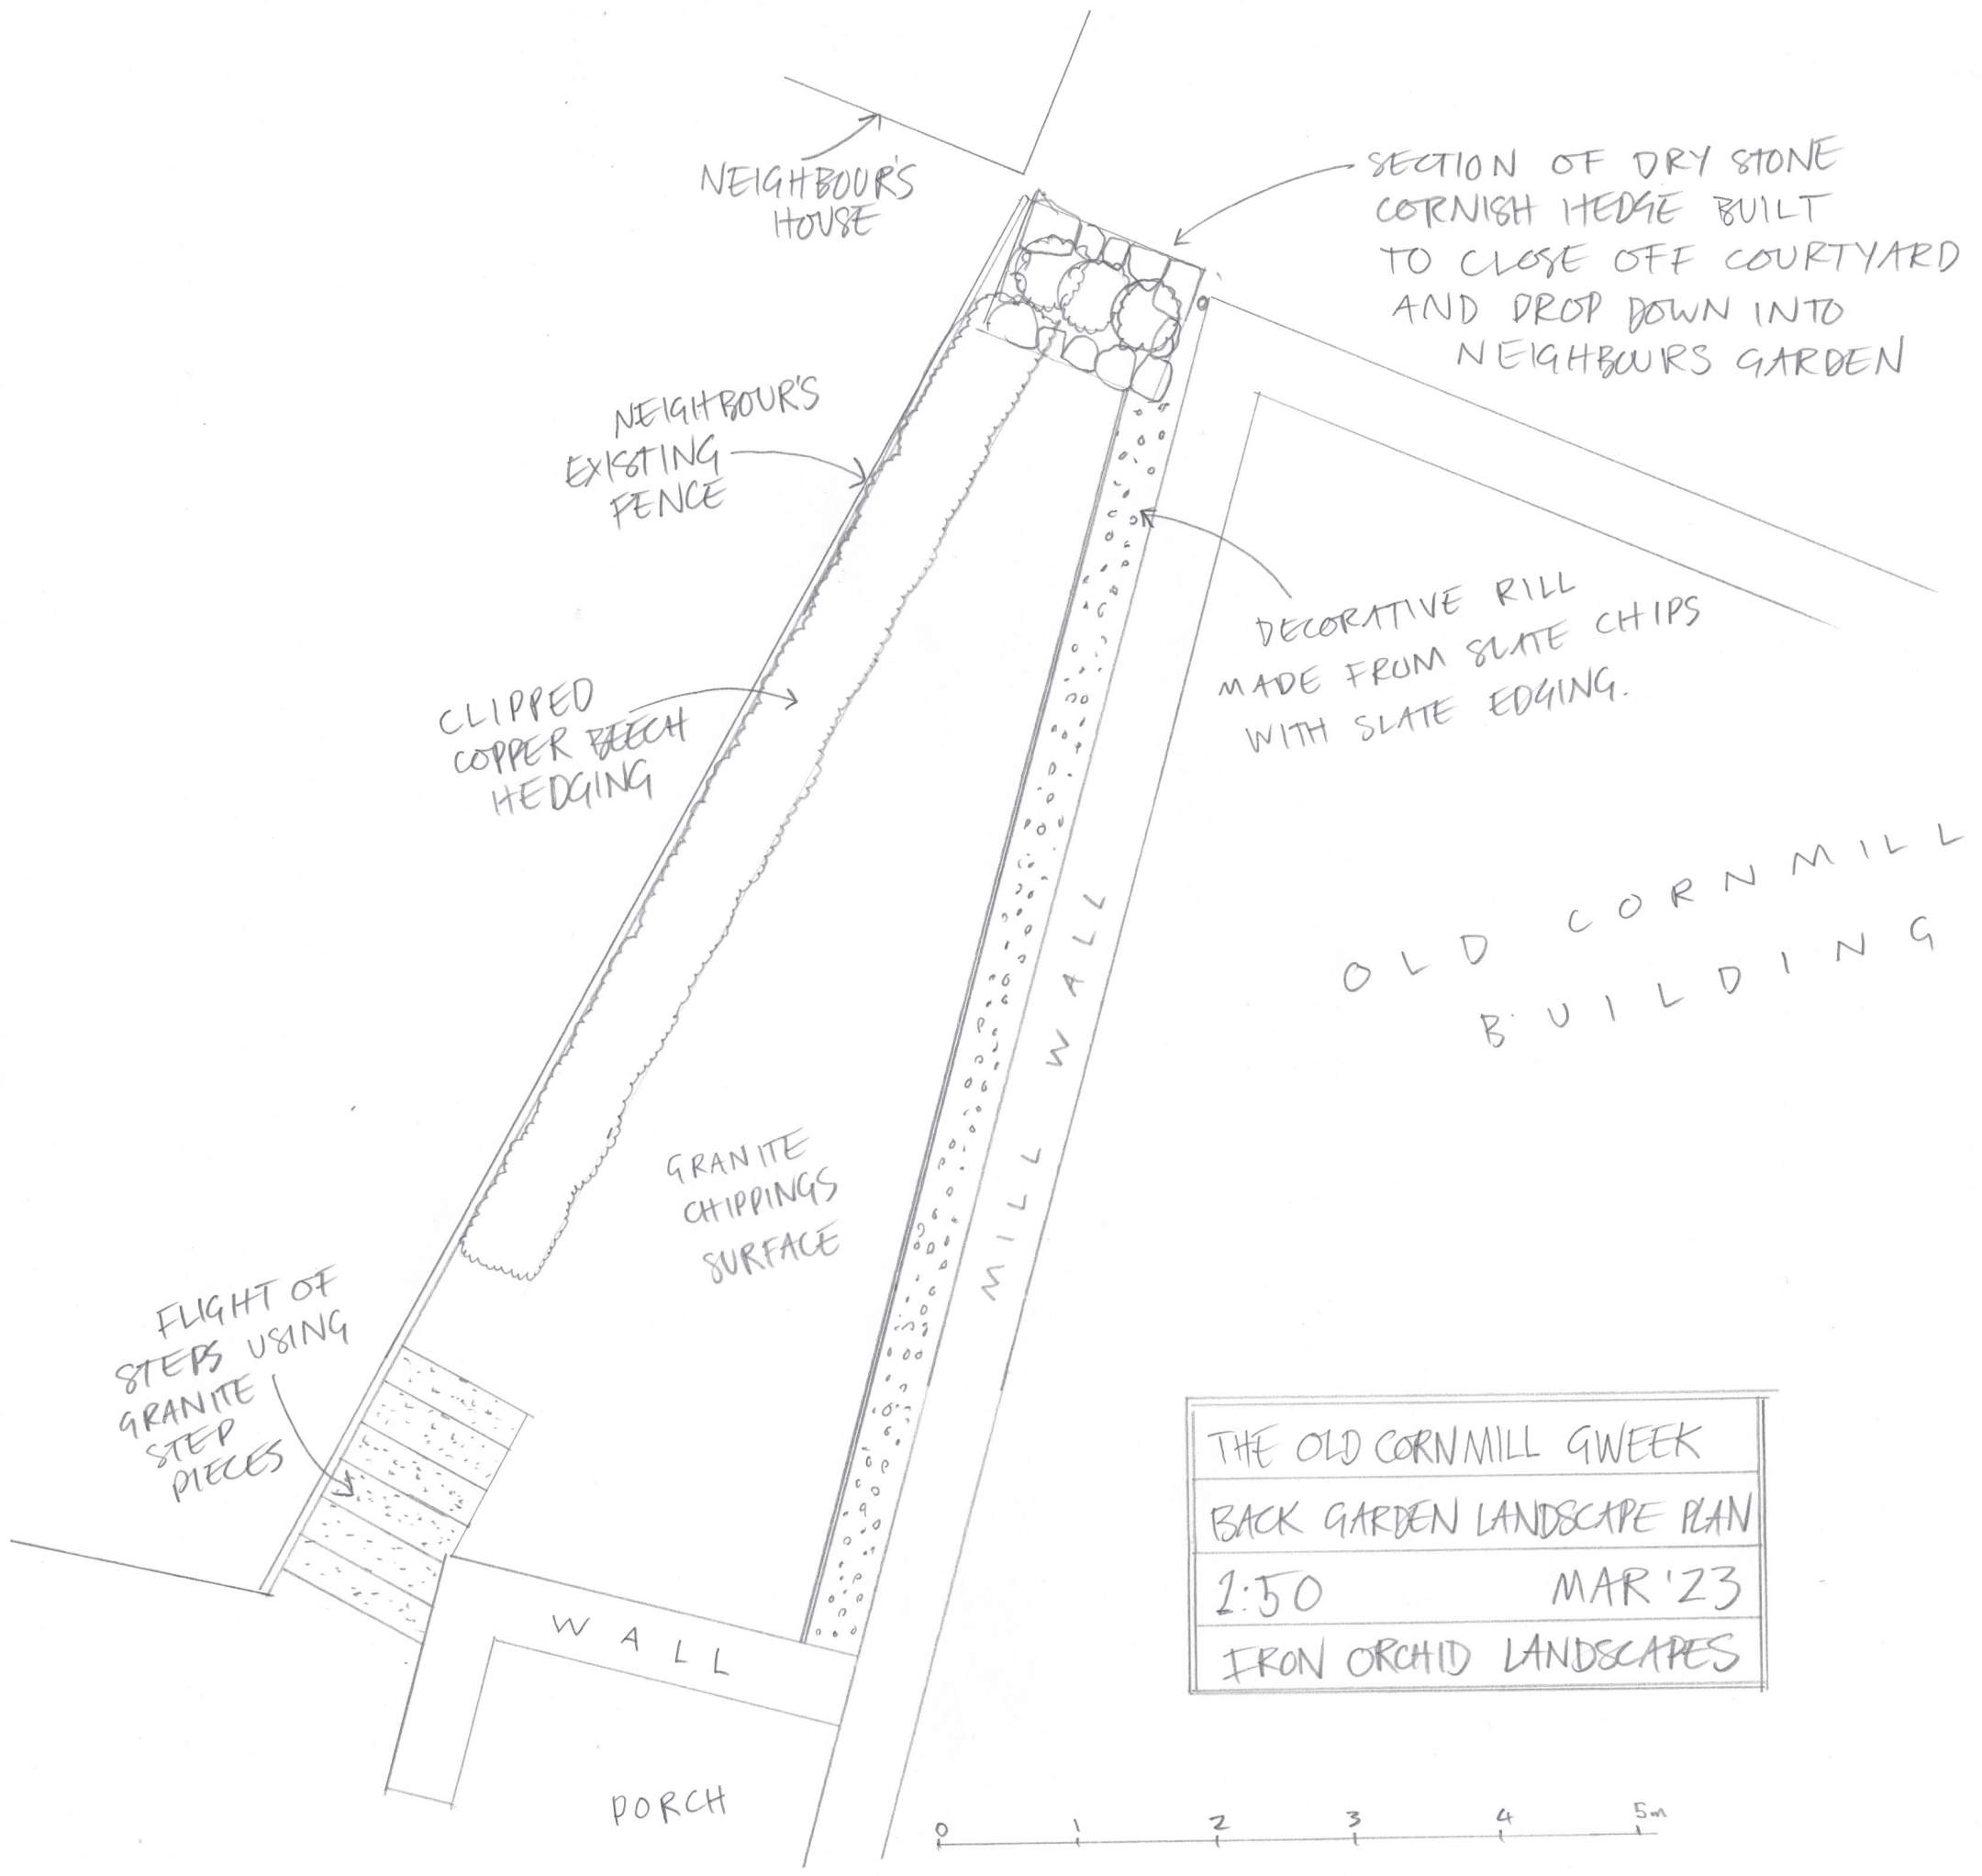 NEIGHBOUR'S
HOUSE
SECTION OF DRY STONE
CORNISH HEDGE BUILT
TO CLOSE OFF COURTYARD
AND DROP DOWN INTO
NEIGHBOURS GARDEN
NEIGHBOUR'S
EXISTING
FENCE
DECORATIVE RILL
MADE FROM SLATE CHIPS
WITH SLATE EDGING.
CLIPPED
COPPER BEECH
HEDGING
OLD CORNMILL
BUILDING
MILL WALL
GRANITE
CHIPPINGS
SURFACE
FLIGHT OF
STEPS USING
GRANITE
STEP
PIECES
WALL
PORCH
THE OLD CORNMILL GWEEK
BACK GARDEN LANDSCAPE PLAN
1:50 MAR '23
IRON ORCHID LANDSCAPES
0 1 2 3 4 5m